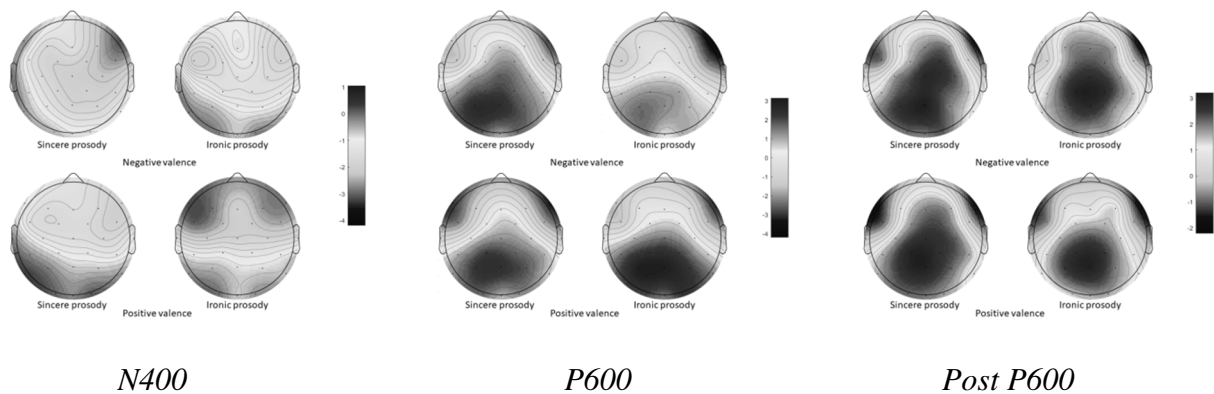 Sincere prosody
Ironic prosody
Negative valence
Sincere prosody
Ironic prosody
Positive valence
1
0
-1
-2
-3
-4
N400
Sincere prosody
Ironic prosody
Negative valence
Sincere prosody
Ironic prosody
Positive valence
3
2
1
0
-1
-2
-3
-4
P600
Sincere prosody
Ironic prosody
Negative valence
Sincere prosody
Ironic prosody
Positive valence
3
2
1
0
-1
-2
Post P600